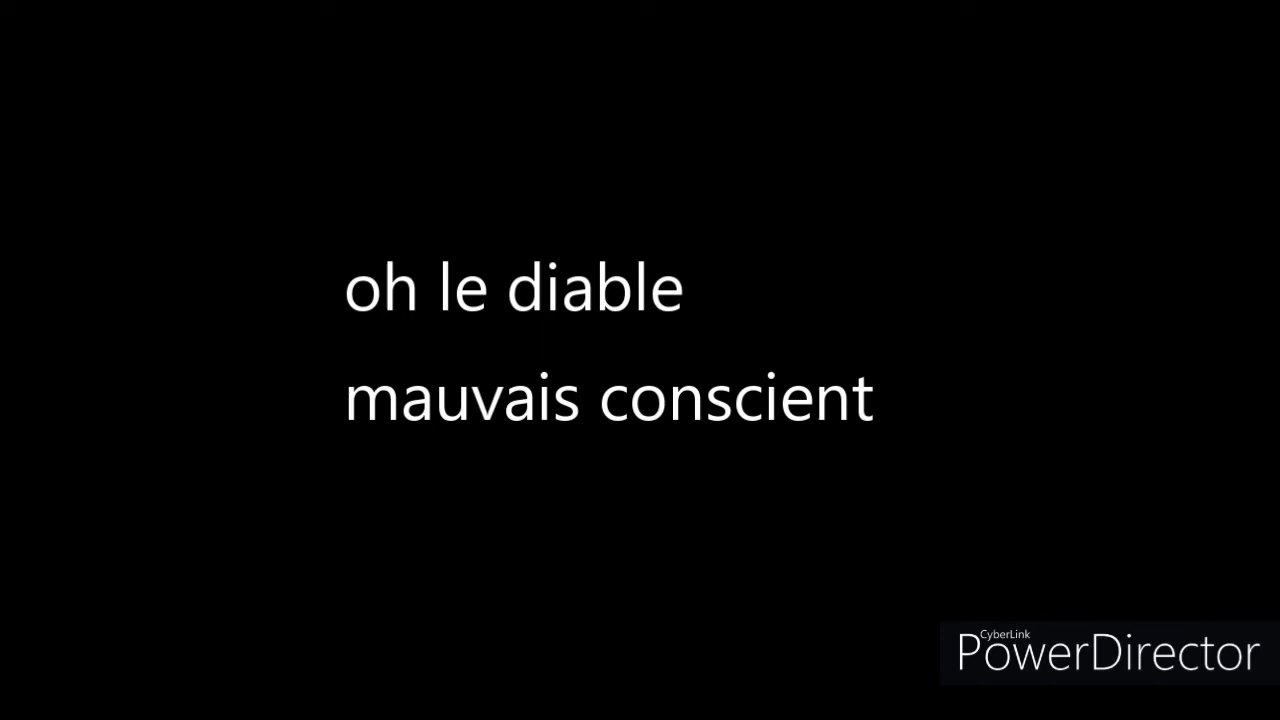 oh le diable
mauvais conscient
CyberLink
PowerDirector